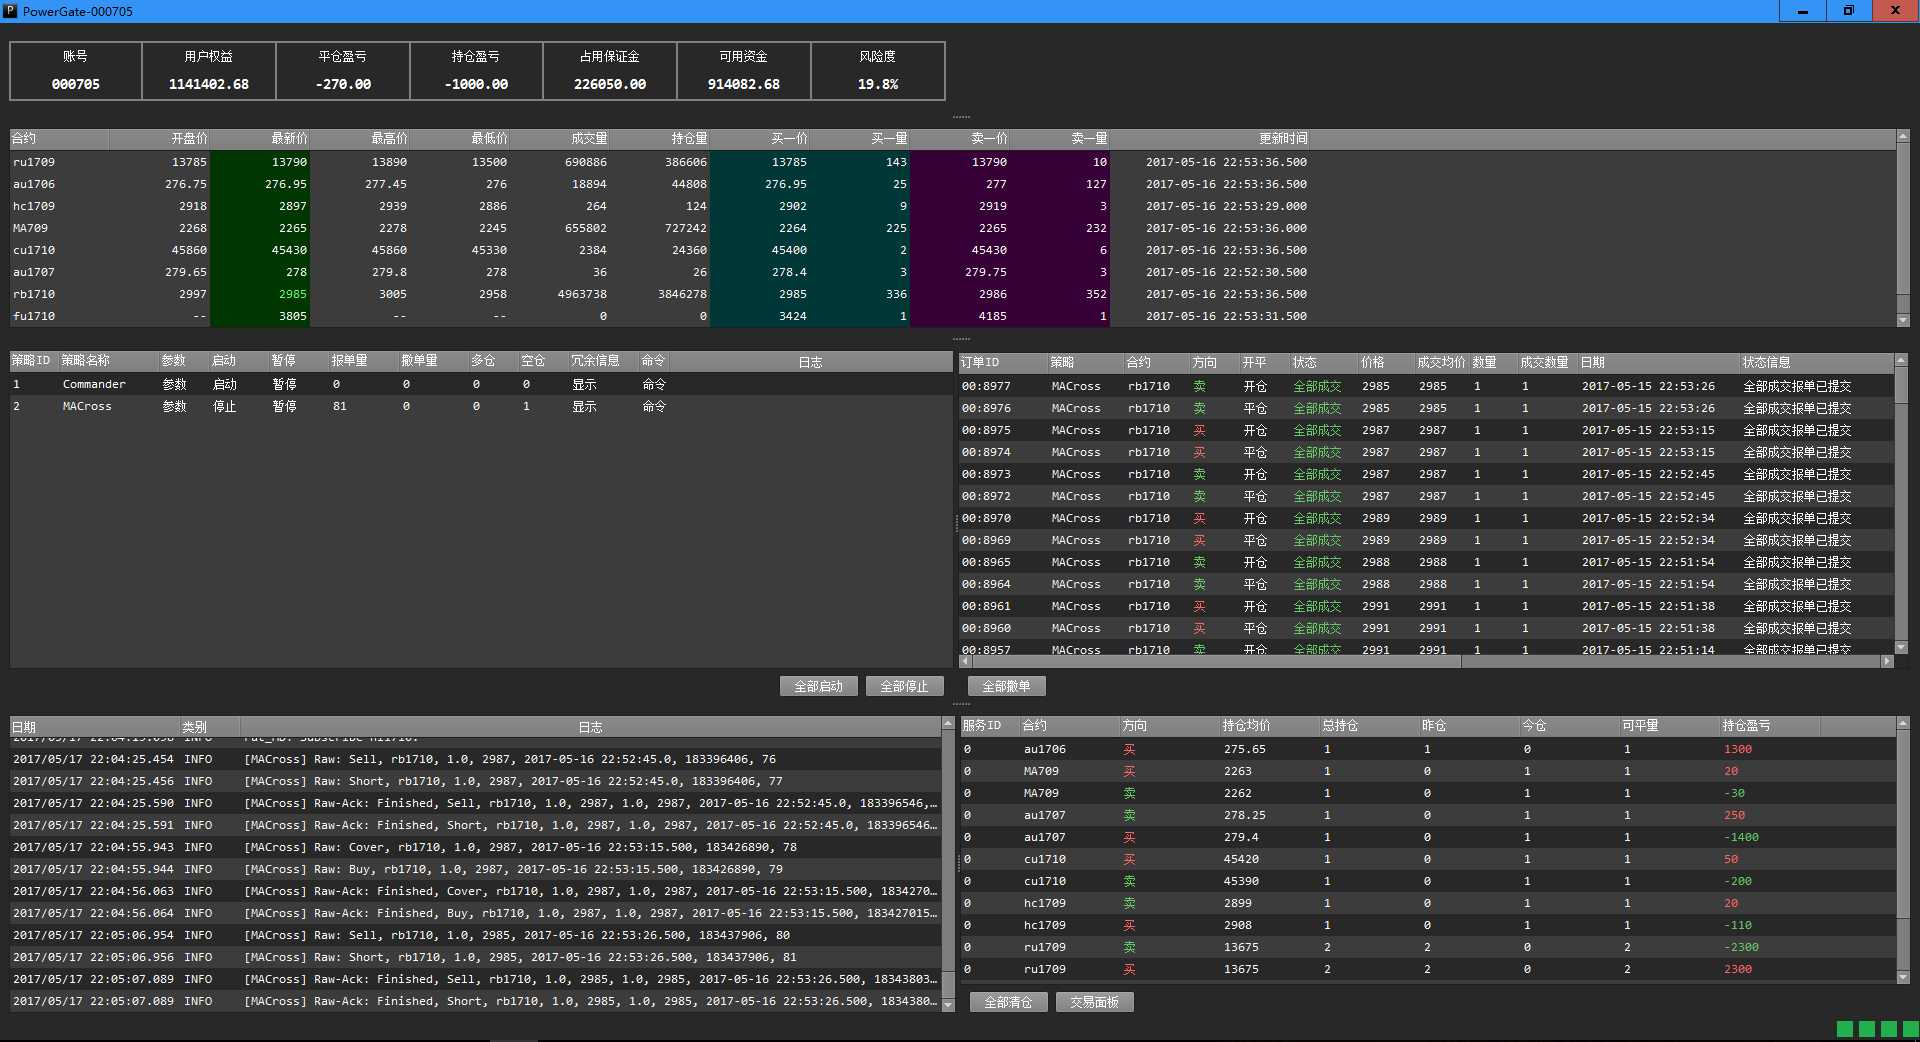 PowerGate-000705
账号 用户权益 平仓盈亏 持仓盈亏 占用保证金 可用资金 风险度
000705 1141402.68 -270.00 -1000.00 226050.00 914082.68 19.8%
合约 开盘价 最新价 最高价 最低价 成交量 持仓量 买一价 买一量 卖一价 卖一量 更新时间
ru1709 13785 13790 13890 13500 690886 386606 13785 143 13790 10 2017-05-16 22:53:36.500
au1706 276.75 276.95 277.45 276 18894 44808 276.95 25 277 127 2017-05-16 22:53:36.500
hc1709 2918 2897 2939 2886 264 124 2902 9 2919 3 2017-05-16 22:53:29.000
MA709 2268 2265 2278 2245 655802 727242 2264 225 2265 232 2017-05-16 22:53:36.000
cu1710 45860 45430 45860 45330 2384 24360 45400 2 45430 6 2017-05-16 22:53:36.500
au1707 279.65 278 279.8 278 36 26 278.4 3 279.75 3 2017-05-16 22:52:30.500
rb1710 2997 2985 3005 2958 4963738 3846278 2985 336 2986 352 2017-05-16 22:53:36.500
fu1710 -- 3805 -- -- 0 0 3424 1 4185 1 2017-05-16 22:53:31.500
策略ID 策略名称 参数 启动 暂停 报单量 撤单量 多仓 空仓 冗余信息 命令 日志
1 Commander 参数 启动 暂停 0 0 0 0 显示 命令
2 MACross 参数 停止 暂停 81 0 0 1 显示 命令
订单ID 策略 合约 方向 开平 状态 价格 成交均价 数量 成交数量 日期 状态信息
00:8977 MACross rb1710 卖 开仓 全部成交 2985 2985 1 1 2017-05-15 22:53:26 全部成交报单已提交
00:8976 MACross rb1710 卖 平仓 全部成交 2985 2985 1 1 2017-05-15 22:53:26 全部成交报单已提交
00:8975 MACross rb1710 买 开仓 全部成交 2987 2987 1 1 2017-05-15 22:53:15 全部成交报单已提交
00:8974 MACross rb1710 买 平仓 全部成交 2987 2987 1 1 2017-05-15 22:53:15 全部成交报单已提交
00:8973 MACross rb1710 卖 开仓 全部成交 2987 2987 1 1 2017-05-15 22:52:45 全部成交报单已提交
00:8972 MACross rb1710 卖 平仓 全部成交 2987 2987 1 1 2017-05-15 22:52:45 全部成交报单已提交
00:8970 MACross rb1710 买 开仓 全部成交 2989 2989 1 1 2017-05-15 22:52:34 全部成交报单已提交
00:8969 MACross rb1710 买 平仓 全部成交 2989 2989 1 1 2017-05-15 22:52:34 全部成交报单已提交
00:8965 MACross rb1710 卖 开仓 全部成交 2988 2988 1 1 2017-05-15 22:51:54 全部成交报单已提交
00:8964 MACross rb1710 卖 平仓 全部成交 2988 2988 1 1 2017-05-15 22:51:54 全部成交报单已提交
00:8961 MACross rb1710 买 开仓 全部成交 2991 2991 1 1 2017-05-15 22:51:38 全部成交报单已提交
00:8960 MACross rb1710 买 平仓 全部成交 2991 2991 1 1 2017-05-15 22:51:38 全部成交报单已提交
00:8957 MACross rb1710 卖 开仓 全部成交 2991 2991 1 1 2017-05-15 22:51:14 全部成交报单已提交
全部启动 全部停止 全部撤单
日期 类别 日志
2017/05/17 22:04:25.454 INFO [MACross] Raw: Sell, rb1710, 1.0, 2987, 2017-05-16 22:52:45.0, 183396406, 76
2017/05/17 22:04:25.456 INFO [MACross] Raw: Short, rb1710, 1.0, 2987, 2017-05-16 22:52:45.0, 183396406, 77
2017/05/17 22:04:25.590 INFO [MACross] Raw-Ack: Finished, Sell, rb1710, 1.0, 2987, 1.0, 2987, 2017-05-16 22:52:45.0, 183396546,…
2017/05/17 22:04:25.591 INFO [MACross] Raw-Ack: Finished, Short, rb1710, 1.0, 2987, 1.0, 2987, 2017-05-16 22:52:45.0, 183396546…
2017/05/17 22:04:55.943 INFO [MACross] Raw: Cover, rb1710, 1.0, 2987, 2017-05-16 22:53:15.500, 183426890, 78
2017/05/17 22:04:55.944 INFO [MACross] Raw: Buy, rb1710, 1.0, 2987, 2017-05-16 22:53:15.500, 183426890, 79
2017/05/17 22:04:56.063 INFO [MACross] Raw-Ack: Finished, Cover, rb1710, 1.0, 2987, 1.0, 2987, 2017-05-16 22:53:15.500, 1834270…
2017/05/17 22:04:56.064 INFO [MACross] Raw-Ack: Finished, Buy, rb1710, 1.0, 2987, 1.0, 2987, 2017-05-16 22:53:15.500, 183427015…
2017/05/17 22:05:06.954 INFO [MACross] Raw: Sell, rb1710, 1.0, 2985, 2017-05-16 22:53:26.500, 183437906, 80
2017/05/17 22:05:06.956 INFO [MACross] Raw: Short, rb1710, 1.0, 2985, 2017-05-16 22:53:26.500, 183437906, 81
2017/05/17 22:05:07.089 INFO [MACross] Raw-Ack: Finished, Sell, rb1710, 1.0, 2985, 1.0, 2985, 2017-05-16 22:53:26.500, 18343803…
2017/05/17 22:05:07.089 INFO [MACross] Raw-Ack: Finished, Short, rb1710, 1.0, 2985, 1.0, 2985, 2017-05-16 22:53:26.500, 1834380…
服务ID 合约 方向 持仓均价 总持仓 昨仓 今仓 可平量 持仓盈亏
0 au1706 买 275.65 1 1 0 1 1300
0 MA709 买 2263 1 0 1 1 20
0 MA709 卖 2262 1 0 1 1 -30
0 au1707 卖 278.25 1 0 1 1 250
0 au1707 买 279.4 1 0 1 1 -1400
0 cu1710 买 45420 1 0 1 1 50
0 cu1710 卖 45390 1 0 1 1 -200
0 hc1709 卖 2899 1 0 1 1 20
0 hc1709 买 2908 1 0 1 1 -110
0 ru1709 卖 13675 2 2 0 2 -2300
0 ru1709 买 13675 2 2 0 2 2300
全部清仓 交易面板